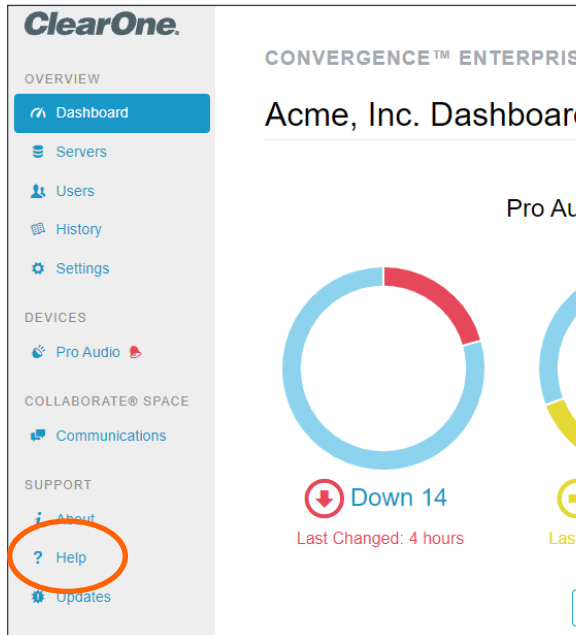 ClearOne.
OVERVIEW
Dashboard
Servers
Users
History
Settings
DEVICES
Pro Audio
COLLABORATE® SPACE
Communications
SUPPORT
About
Help
Updates
CONVERGENCE™ ENTERPRIS
Acme, Inc. Dashboard
Pro Au
Down 14
Last Changed: 4 hours
Las